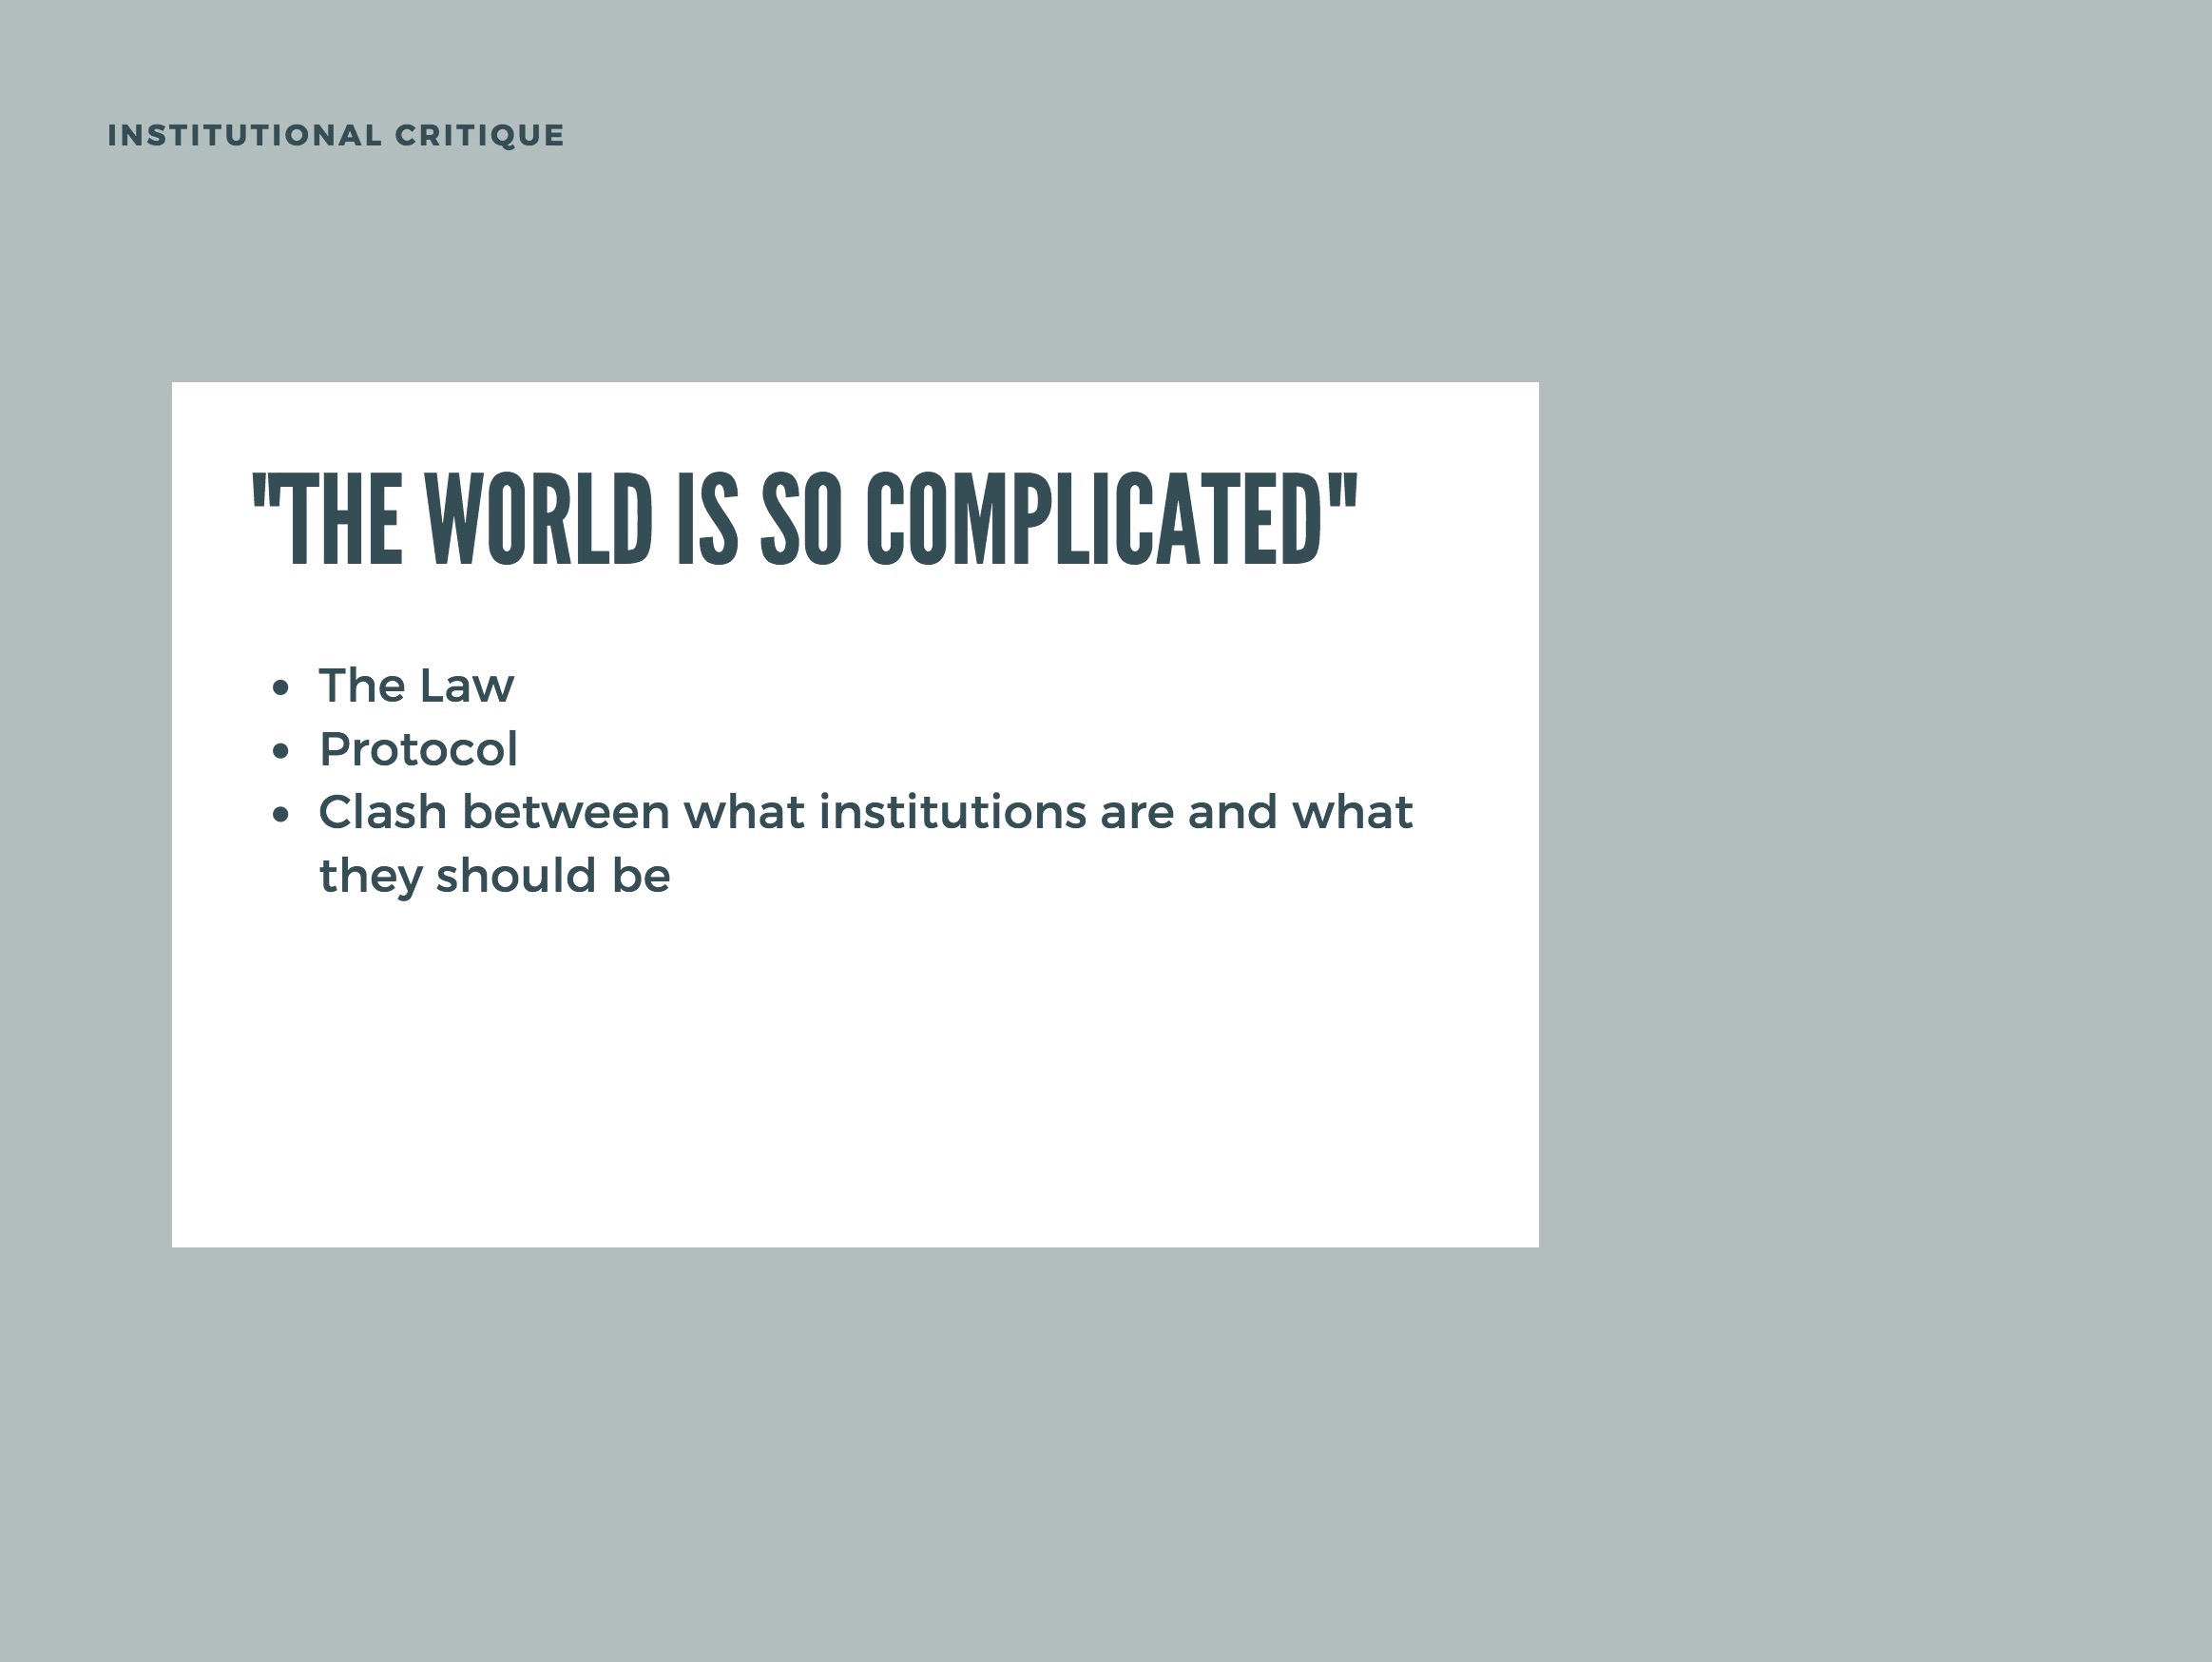 INSTITUTIONAL CRITIQUE
"THE WORLD IS SO COMPLICATED"
• The Law
• Protocol
• Clash between what institutions are and what
they should be